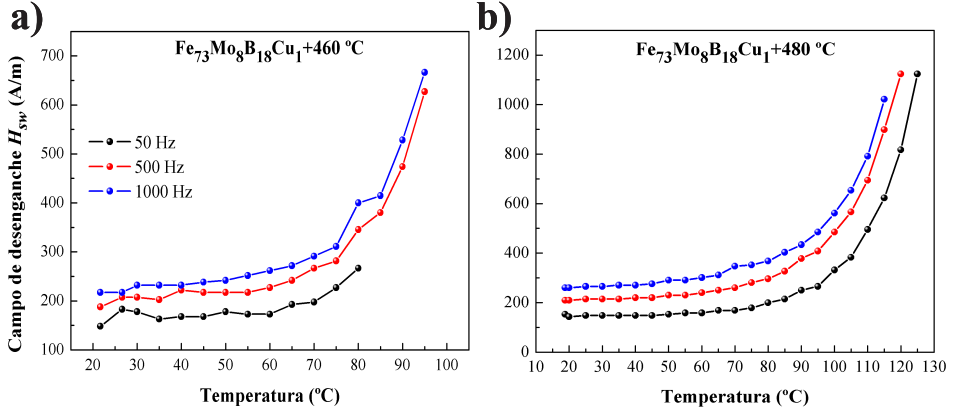 a)
Fe73Mo8B18Cu1+460 ºC
Campo de desenganche Hsw (A/m)
700
600
500
400
300
200
100
50 Hz
500 Hz
1000 Hz
20 30 40 50 60 70 80 90 100
Temperatura (ºC)
b)
Fe73Mo8B18Cu1+480 ºC
1200
1000
800
600
400
200
0
10 20 30 40 50 60 70 80 90 100 110 120 130
Temperatura (ºC)